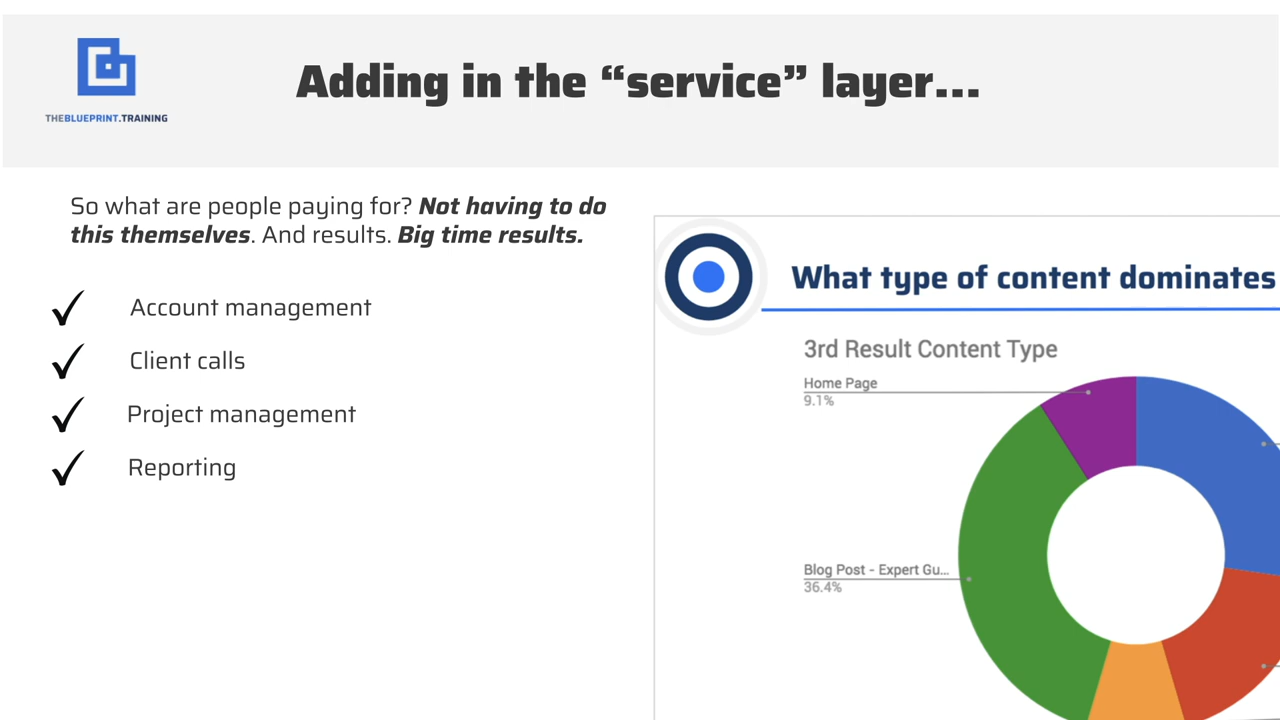 Adding in the “service” layer...
THEBLUEPRINT.TRAINING
So what are people paying for? Not having to do
this themselves. And results. Big time results.
✓ Account management
✓ Client calls
✓ Project management
✓ Reporting
What type of content dominates
3rd Result Content Type
Home Page
9.1%
Blog Post - Expert Gu...
36.4%